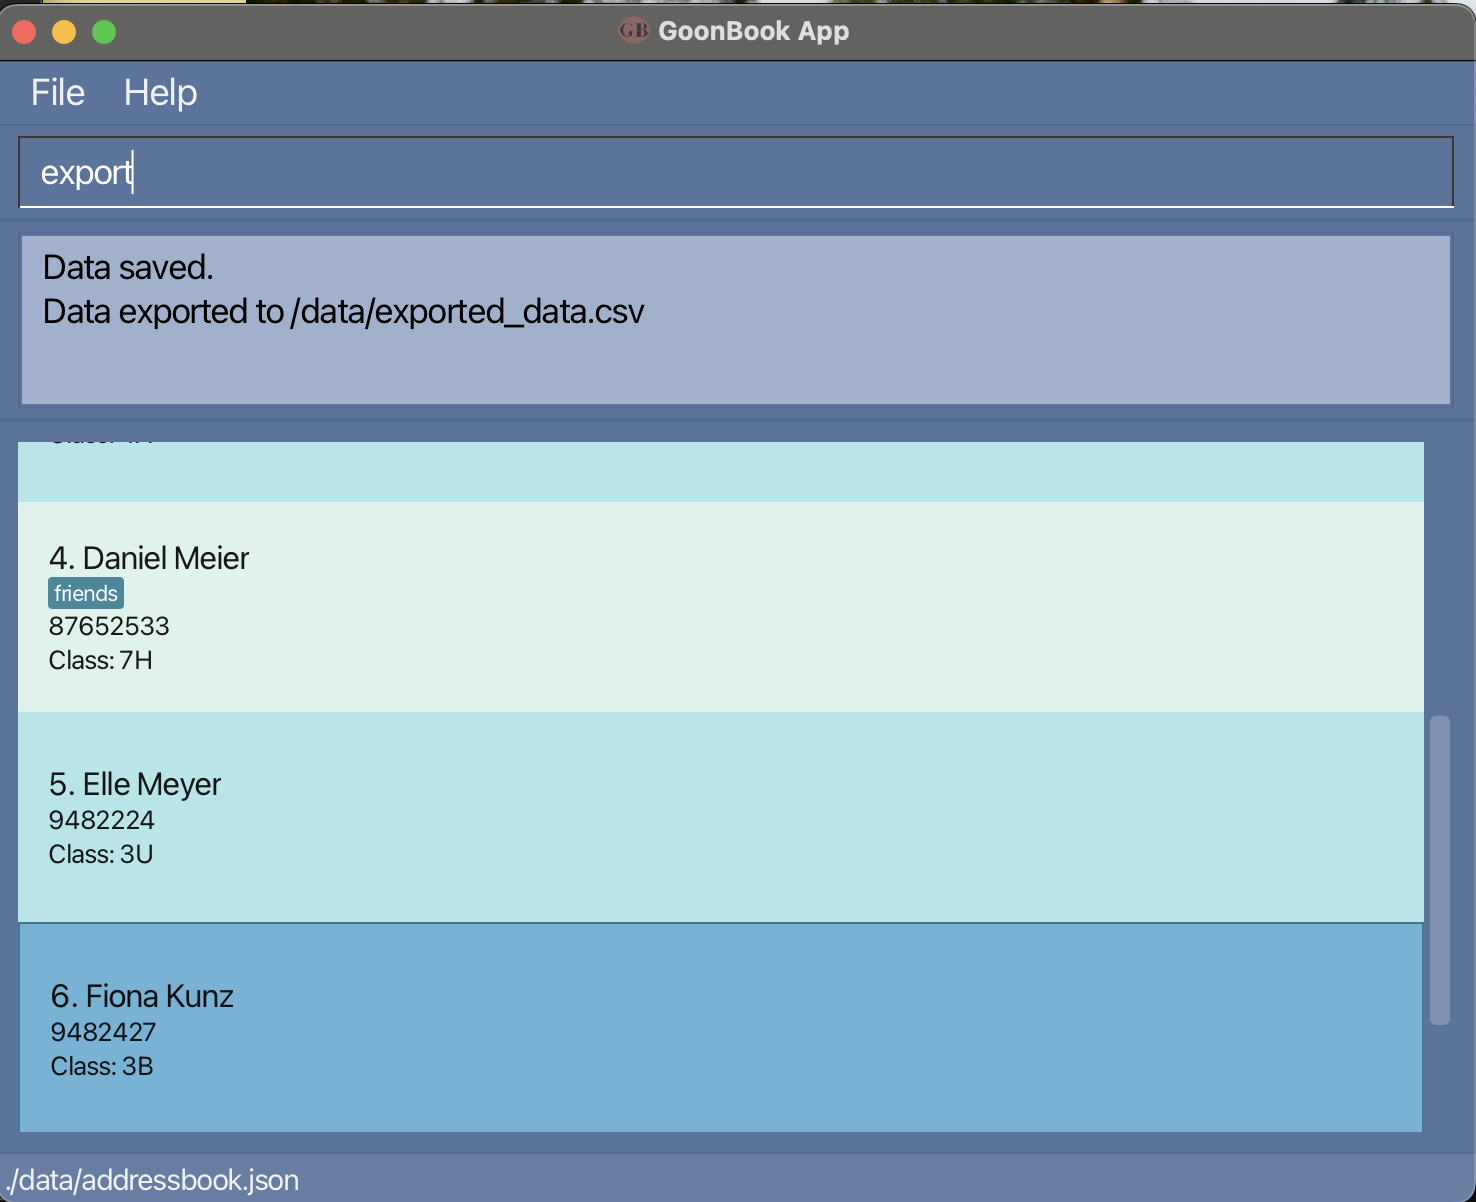 GB GoonBook App
File Help
export
Data saved.
Data exported to /data/exported_data.csv
4. Daniel Meier
friends
87652533
Class: 7H
5. Elle Meyer
9482224
Class: 3U
6. Fiona Kunz
9482427
Class: 3B
./data/addressbook.json